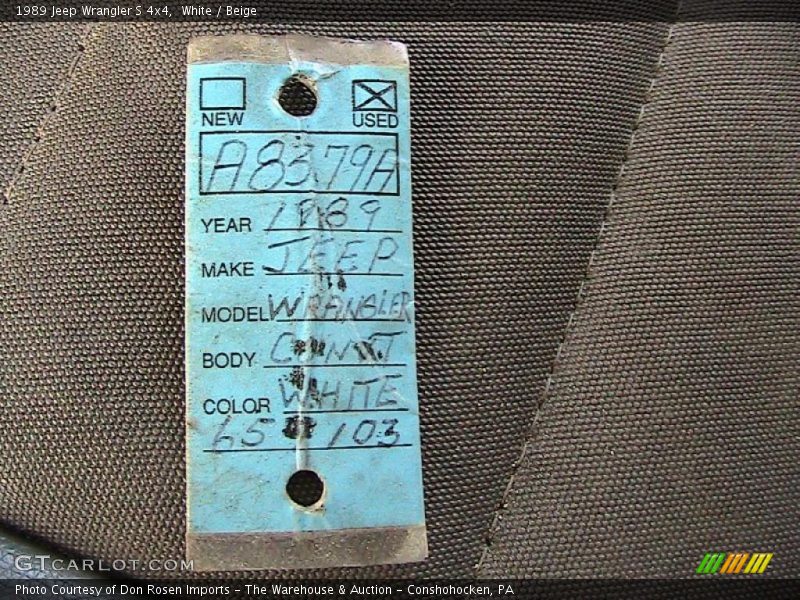 1989 Jeep Wrangler S 4x4, White / Beige
NEW USED
A8379A
YEAR 1989
MAKE JEEP
MODEL WRANGLER
BODY
COLOR WHITE
65 103
GTCARLOT.COM
Photo Courtesy of Don Rosen Imports - The Warehouse & Auction - Conshohocken, PA